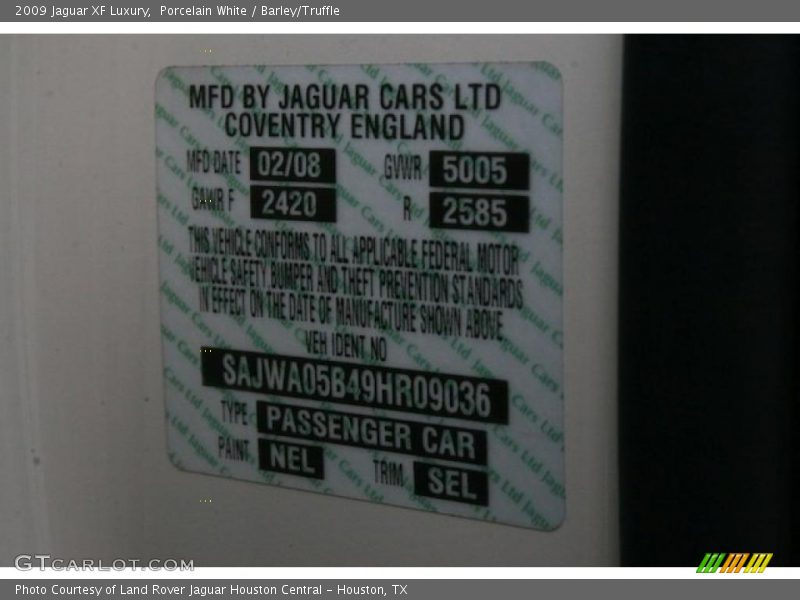 2009 Jaguar XF Luxury, Porcelain White / Barley/Truffle
MFD BY JAGUAR CARS LTD
COVENTRY ENGLAND
MFD DATE 02/08 GVWR 5005
GAWR F 2420 R 2585
THIS VEHICLE CONFORMS TO ALL APPLICABLE FEDERAL MOTOR
VEHICLE SAFETY BUMPER AND THEFT PREVENTION STANDARDS
IN EFFECT ON THE DATE OF MANUFACTURE SHOWN ABOVE
VEH IDENT NO
SAJWA05B49HR09036
TYPE PASSENGER CAR
PAINT NEL TRIM SEL
GTCARLOT.COM
Photo Courtesy of Land Rover Jaguar Houston Central - Houston, TX